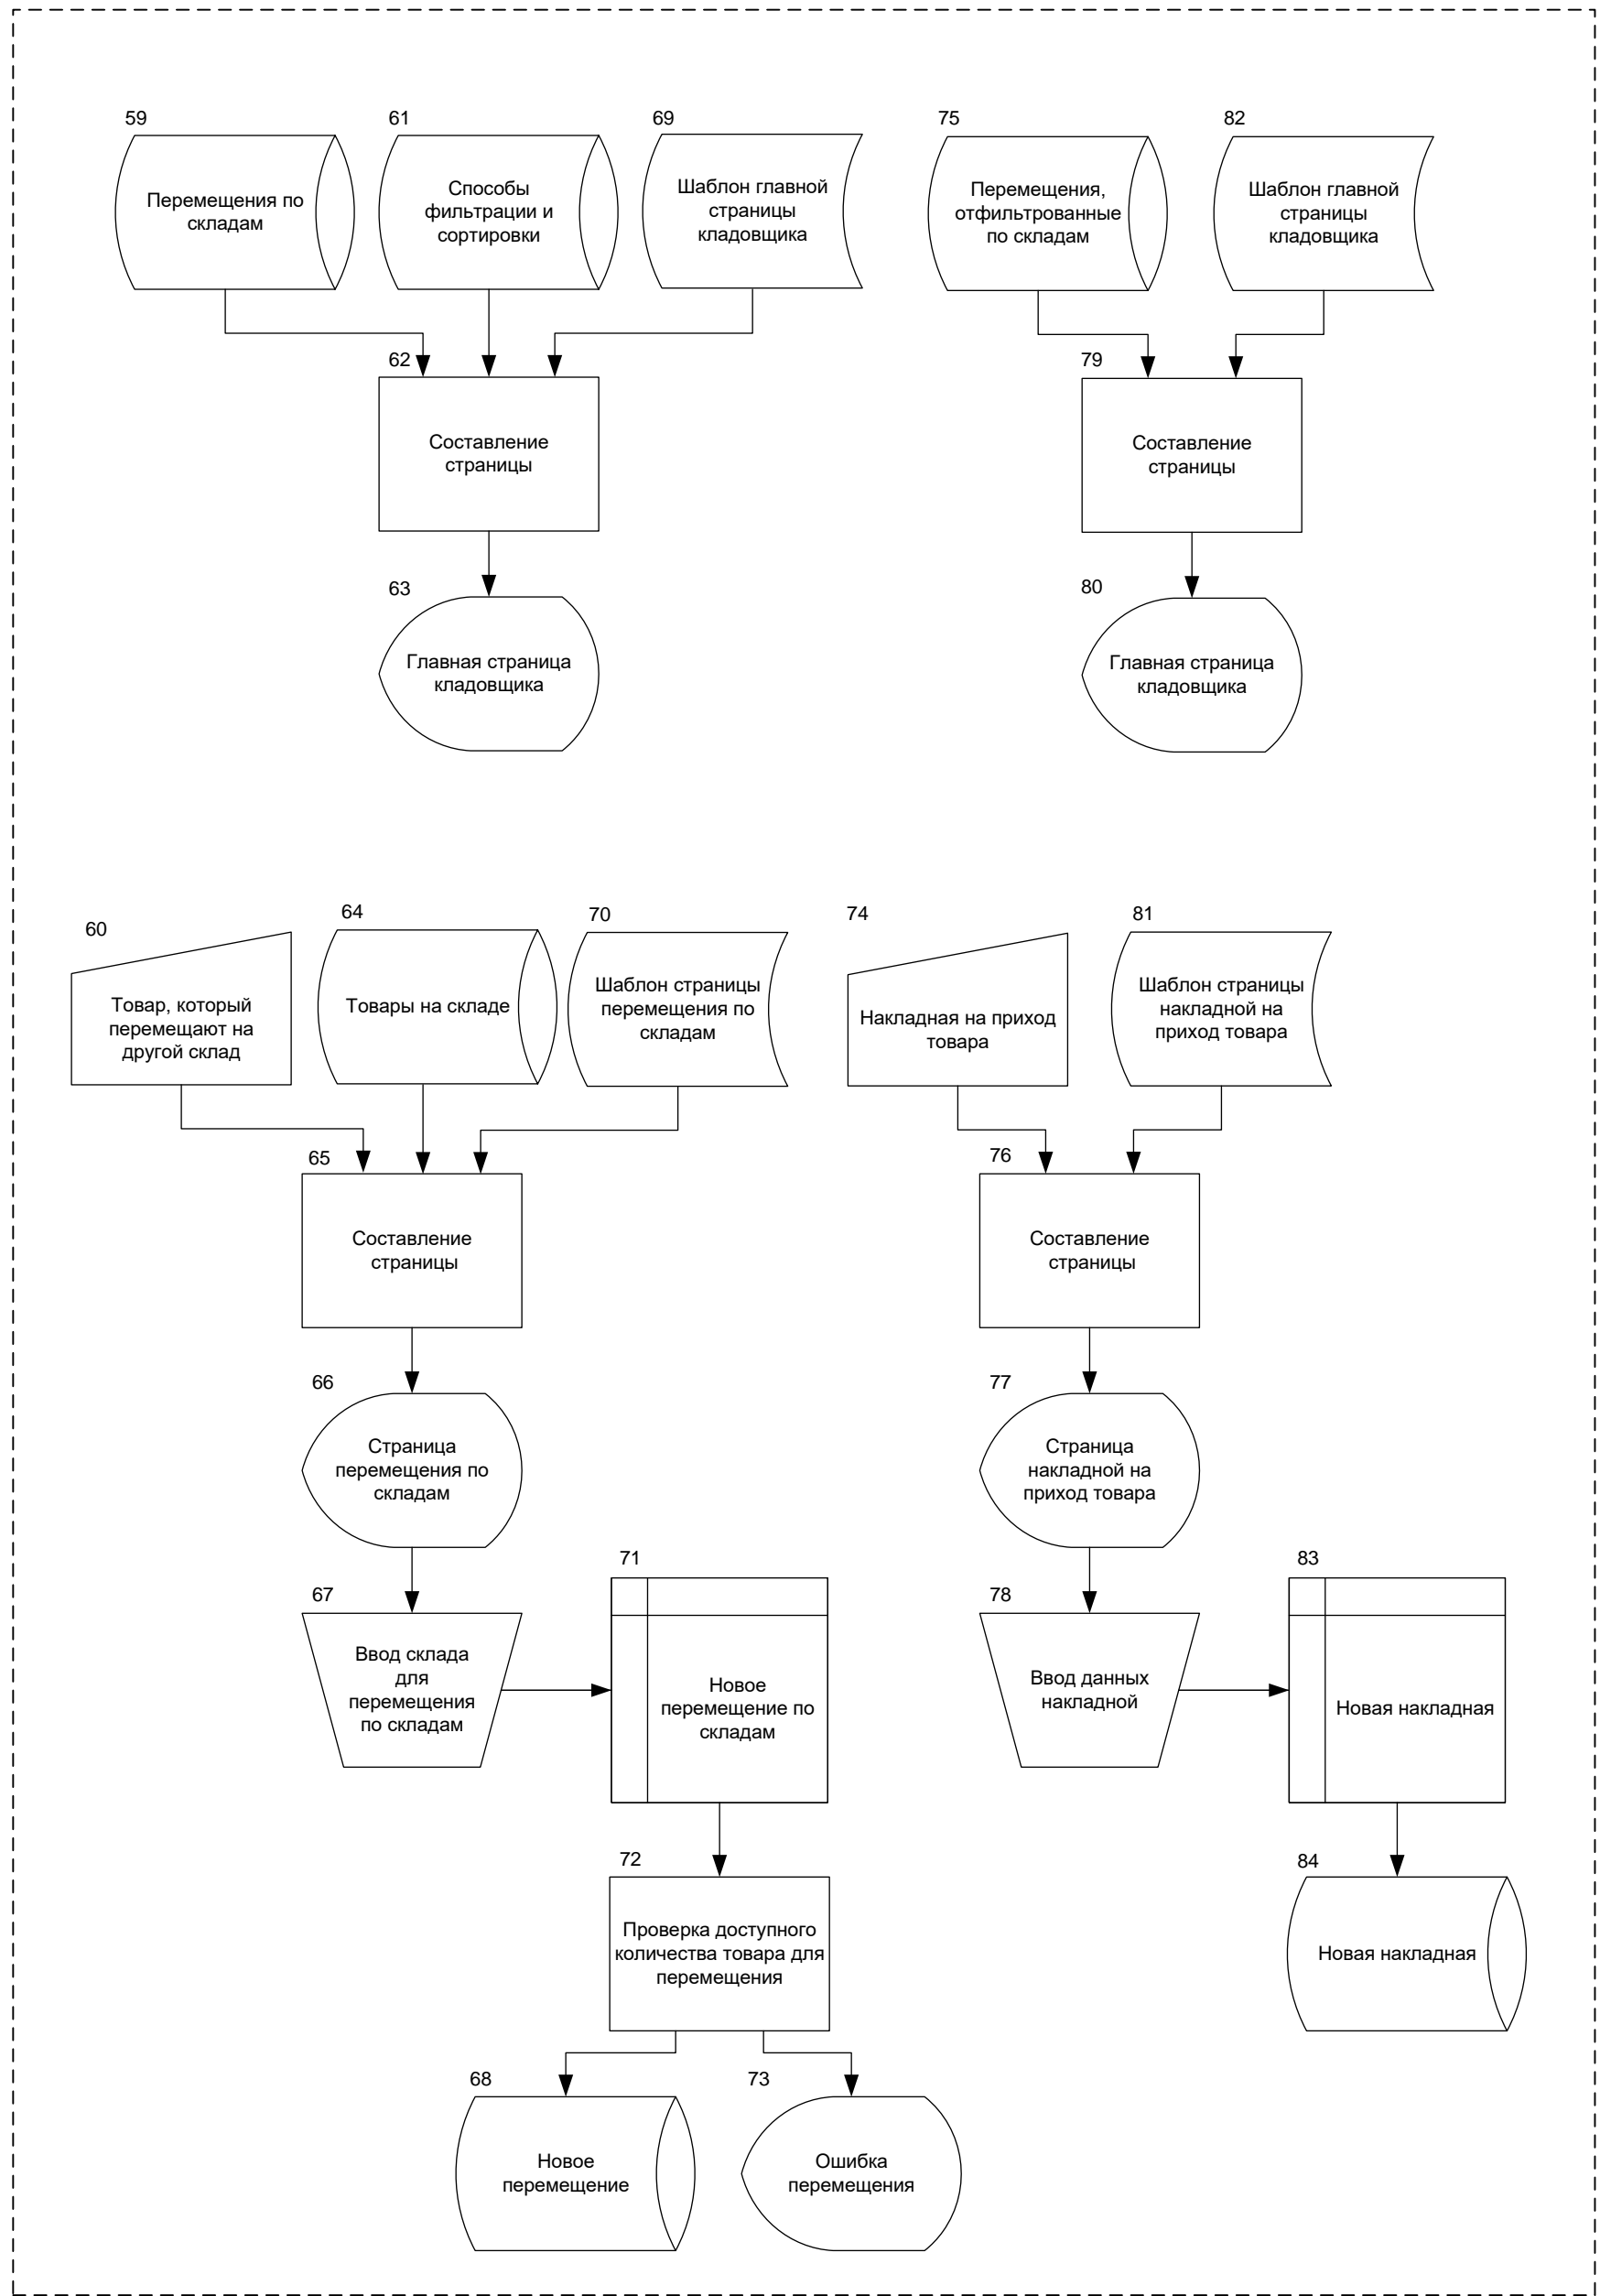 59
Перемещения по
складам
61
Способы
фильтрации и
сортировки
69
Шаблон главной
страницы
кладовщика
75
Перемещения,
отфильтрованные
по складам
82
Шаблон главной
страницы
кладовщика
62
Составление
страницы
79
Составление
страницы
63
Главная страница
кладовщика
80
Главная страница
кладовщика
60
Товар, который
перемещают на
другой склад
64
Товары на складе
70
Шаблон страницы
перемещения по
складам
74
Накладная на приход
товара
81
Шаблон страницы
накладной на
приход товара
65
Составление
страницы
76
Составление
страницы
66
Страница
перемещения по
складам
77
Страница
накладной на
приход товара
67
Ввод склада
для
перемещения
по складам
71
Новое
перемещение по
складам
78
Ввод данных
накладной
83
Новая накладная
72
Проверка доступного
количества товара для
перемещения
84
Новая накладная
68
Новое
перемещение
73
Ошибка
перемещения